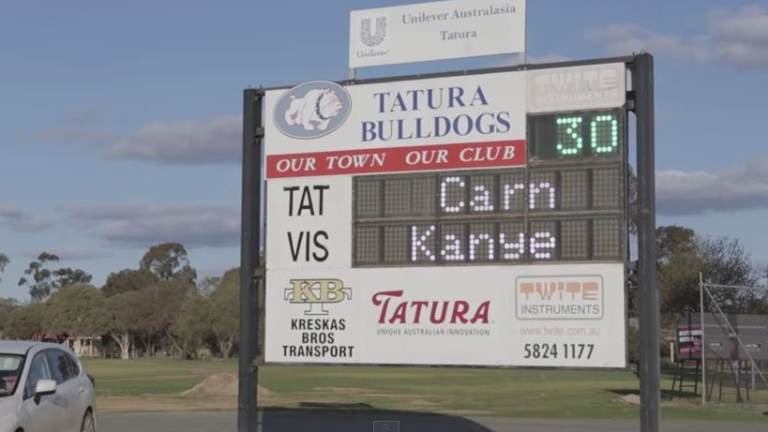 Unilever Australasia
Unilever
Tatura
TATURA
BULLDOGS
TWITE
INSTRUMENTS
30
OUR TOWN OUR CLUB
TAT Carn
VIS Kanye
KB
KRESKAS
BROS
TRANSPORT
TATURA
UNIQUE AUSTRALIAN INNOVATION
TWITE
INSTRUMENTS
www.twite.com.au
5824 1177